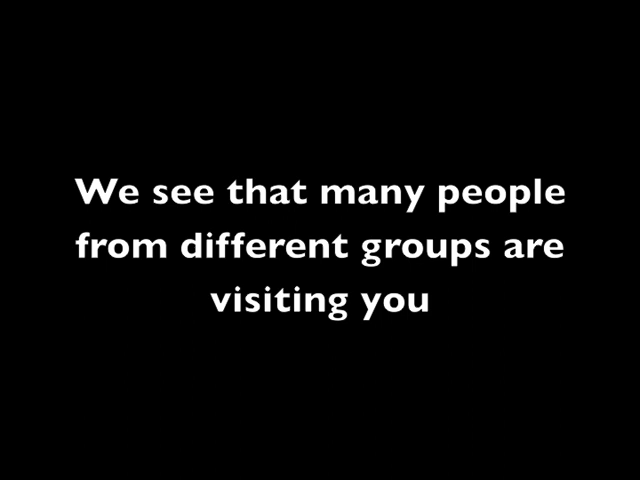 We see that many people
from different groups are
visiting you